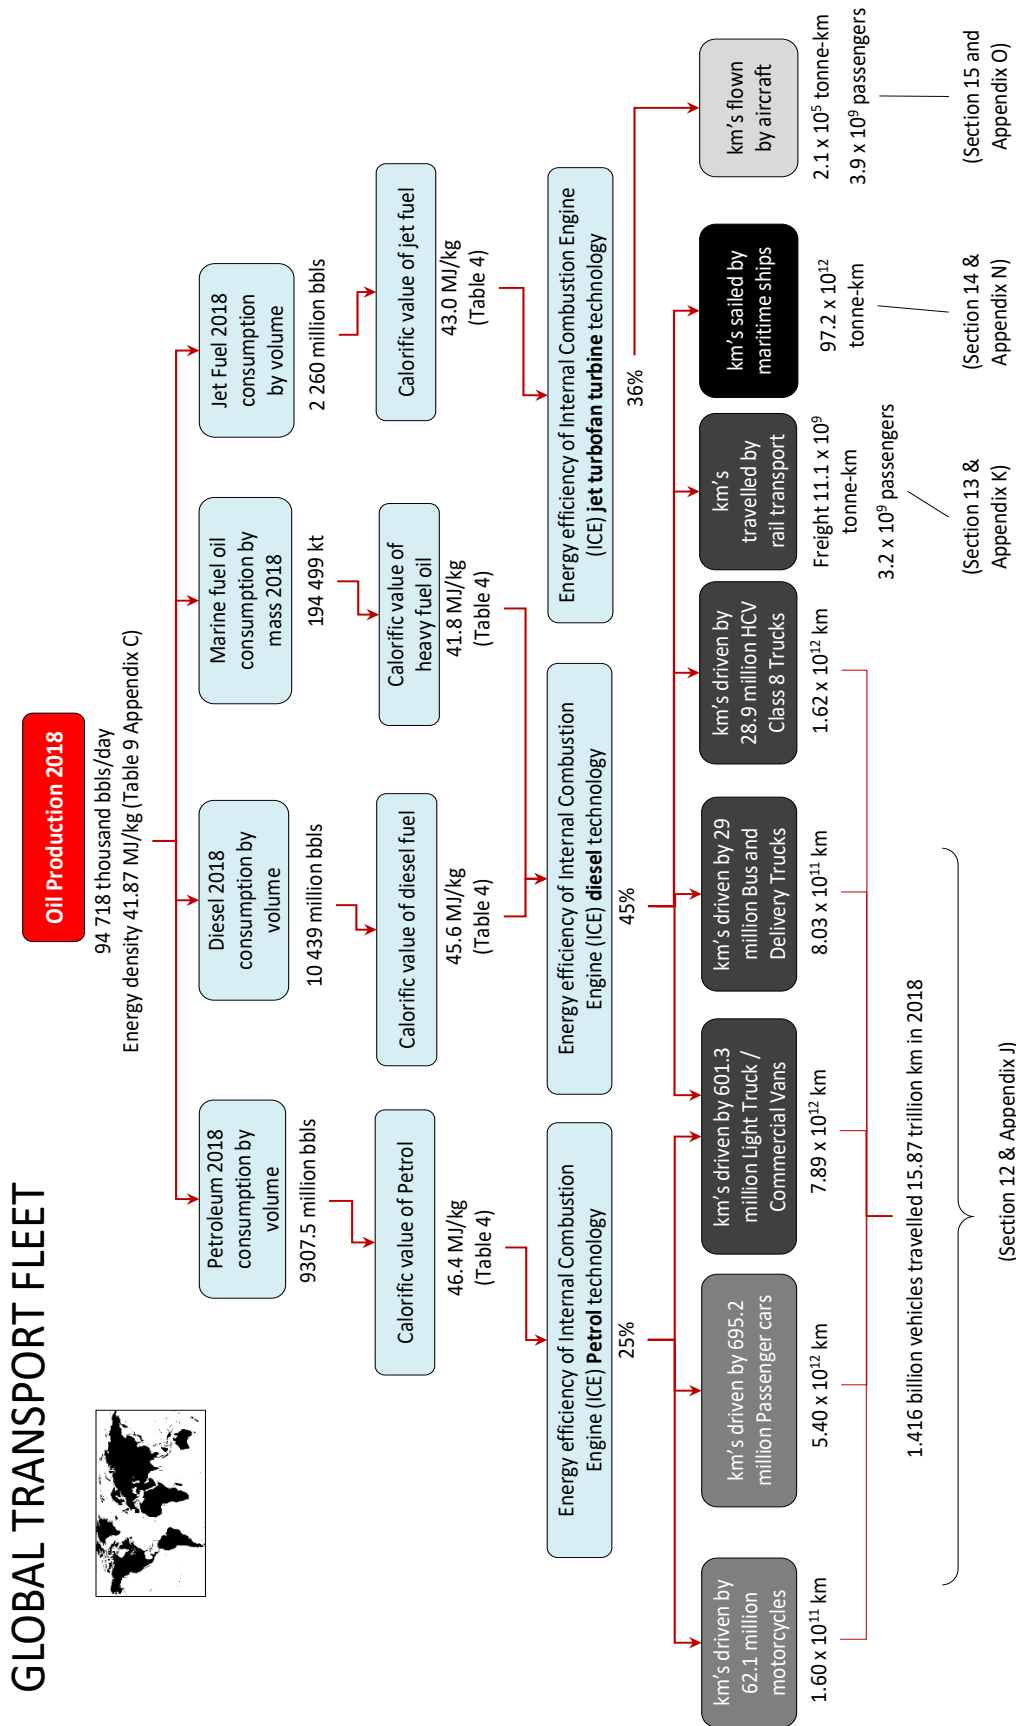 GLOBAL TRANSPORT FLEET
Oil Production 2018
94 718 thousand bbls/day
Energy density 41.87 MJ/kg (Table 9 Appendix C)
Petroleum 2018
consumption by
volume
9307.5 million bbls
Diesel 2018
consumption by
volume
10 439 million bbls
Marine fuel oil
consumption by
mass 2018
194 499 kt
Jet Fuel 2018
consumption
by volume
2 260 million bbls
Calorific value of Petrol
46.4 MJ/kg
(Table 4)
Calorific value of diesel fuel
45.6 MJ/kg
(Table 4)
Calorific value of
heavy fuel oil
41.8 MJ/kg
(Table 4)
Calorific value of jet fuel
43.0 MJ/kg
(Table 4)
Energy efficiency of Internal Combustion
Engine (ICE) Petrol technology
25%
Energy efficiency of Internal Combustion
Engine (ICE) diesel technology
45%
Energy efficiency of Internal Combustion Engine
(ICE) jet turbofan turbine technology
36%
km's driven by
62.1 million
motorcycles
1.60 x 10¹¹ km
km's driven by 695.2
million Passenger cars
5.40 x 10¹² km
km's driven by 601.3
million Light Truck /
Commercial Vans
7.89 x 10¹² km
km's driven by 29
million Bus and
Delivery Trucks
8.03 x 10¹¹ km
km's driven by
28.9 million HCV
Class 8 Trucks
1.62 x 10¹² km
km's
travelled by
rail transport
Freight 11.1 x 10⁹
tonne-km
3.2 x 10⁹ passengers
km's sailed by
maritime ships
97.2 x 10¹²
tonne-km
km's flown
by aircraft
2.1 x 10⁵ tonne-km
3.9 x 10⁹ passengers
1.416 billion vehicles travelled 15.87 trillion km in 2018
(Section 12 & Appendix J)
(Section 13 &
Appendix K)
(Section 14 &
Appendix N)
(Section 15 and
Appendix O)